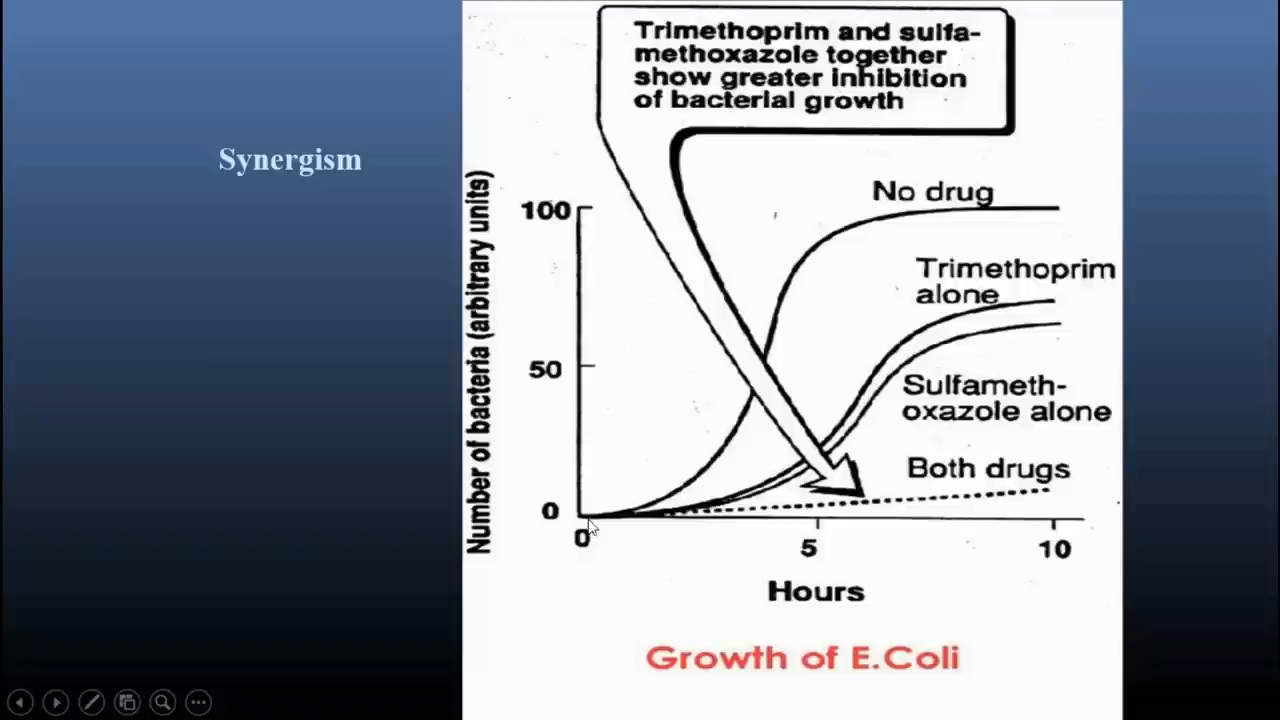 Synergism
Trimethoprim and sulfa-
methoxazole together
show greater inhibition
of bacterial growth
Number of bacteria (arbitrary units)
100
50
0
No drug
Trimethoprim
alone
Sulfameth-
oxazole alone
Both drugs
0
5
10
Hours
Growth of E.Coli